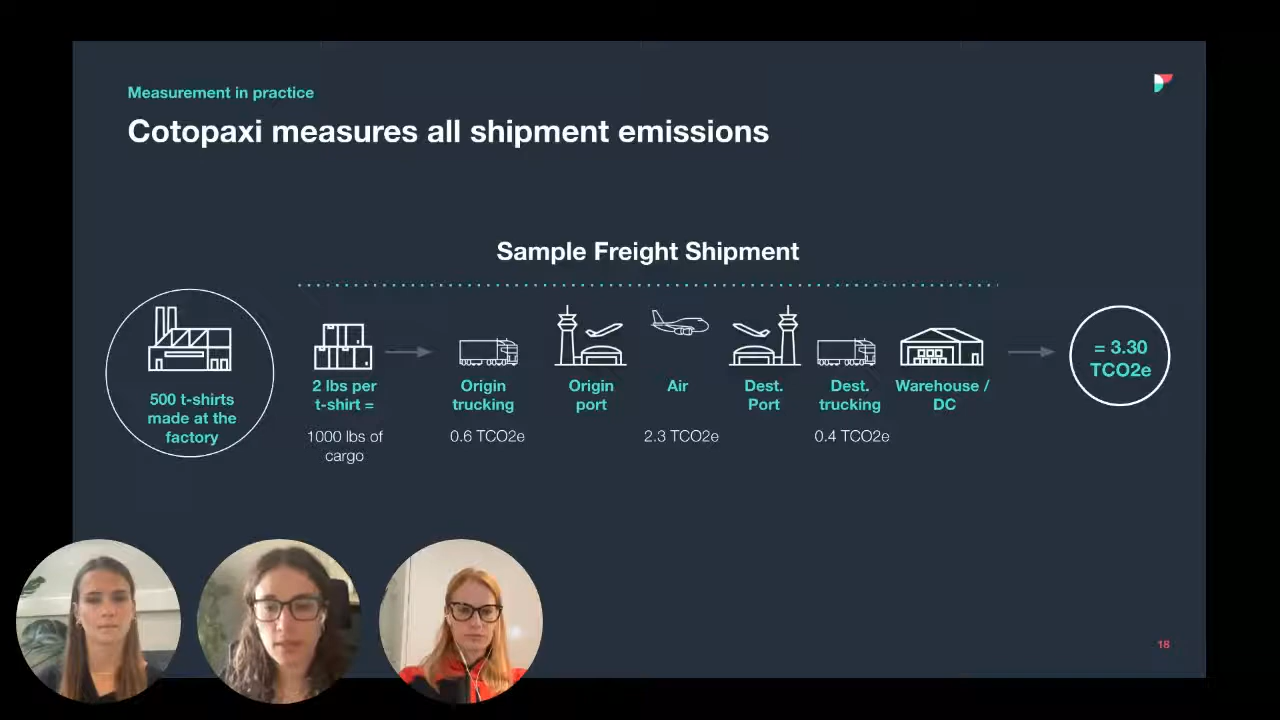 Measurement in practice
Cotopaxi measures all shipment emissions
Sample Freight Shipment
500 t-shirts
made at the
factory
2 lbs per
t-shirt =
1000 lbs of
cargo
Origin
trucking
0.6 TCO2e
Origin
port
Air
2.3 TCO2e
Dest.
Port
Dest.
trucking
0.4 TCO2e
Warehouse /
DC
= 3.30
TCO2e
18